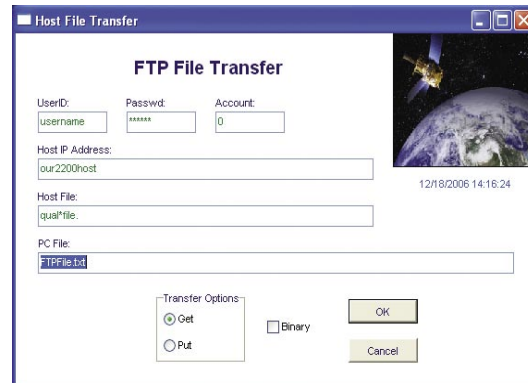 Host File Transfer
FTP File Transfer
UserID: Passwd: Account:
username ****** 0
Host IP Address:
our2200host
12/18/2006 14:16:24
Host File:
qual*file.
PC File:
FTPFile.txt
Transfer Options
Get
Put
Binary
OK
Cancel